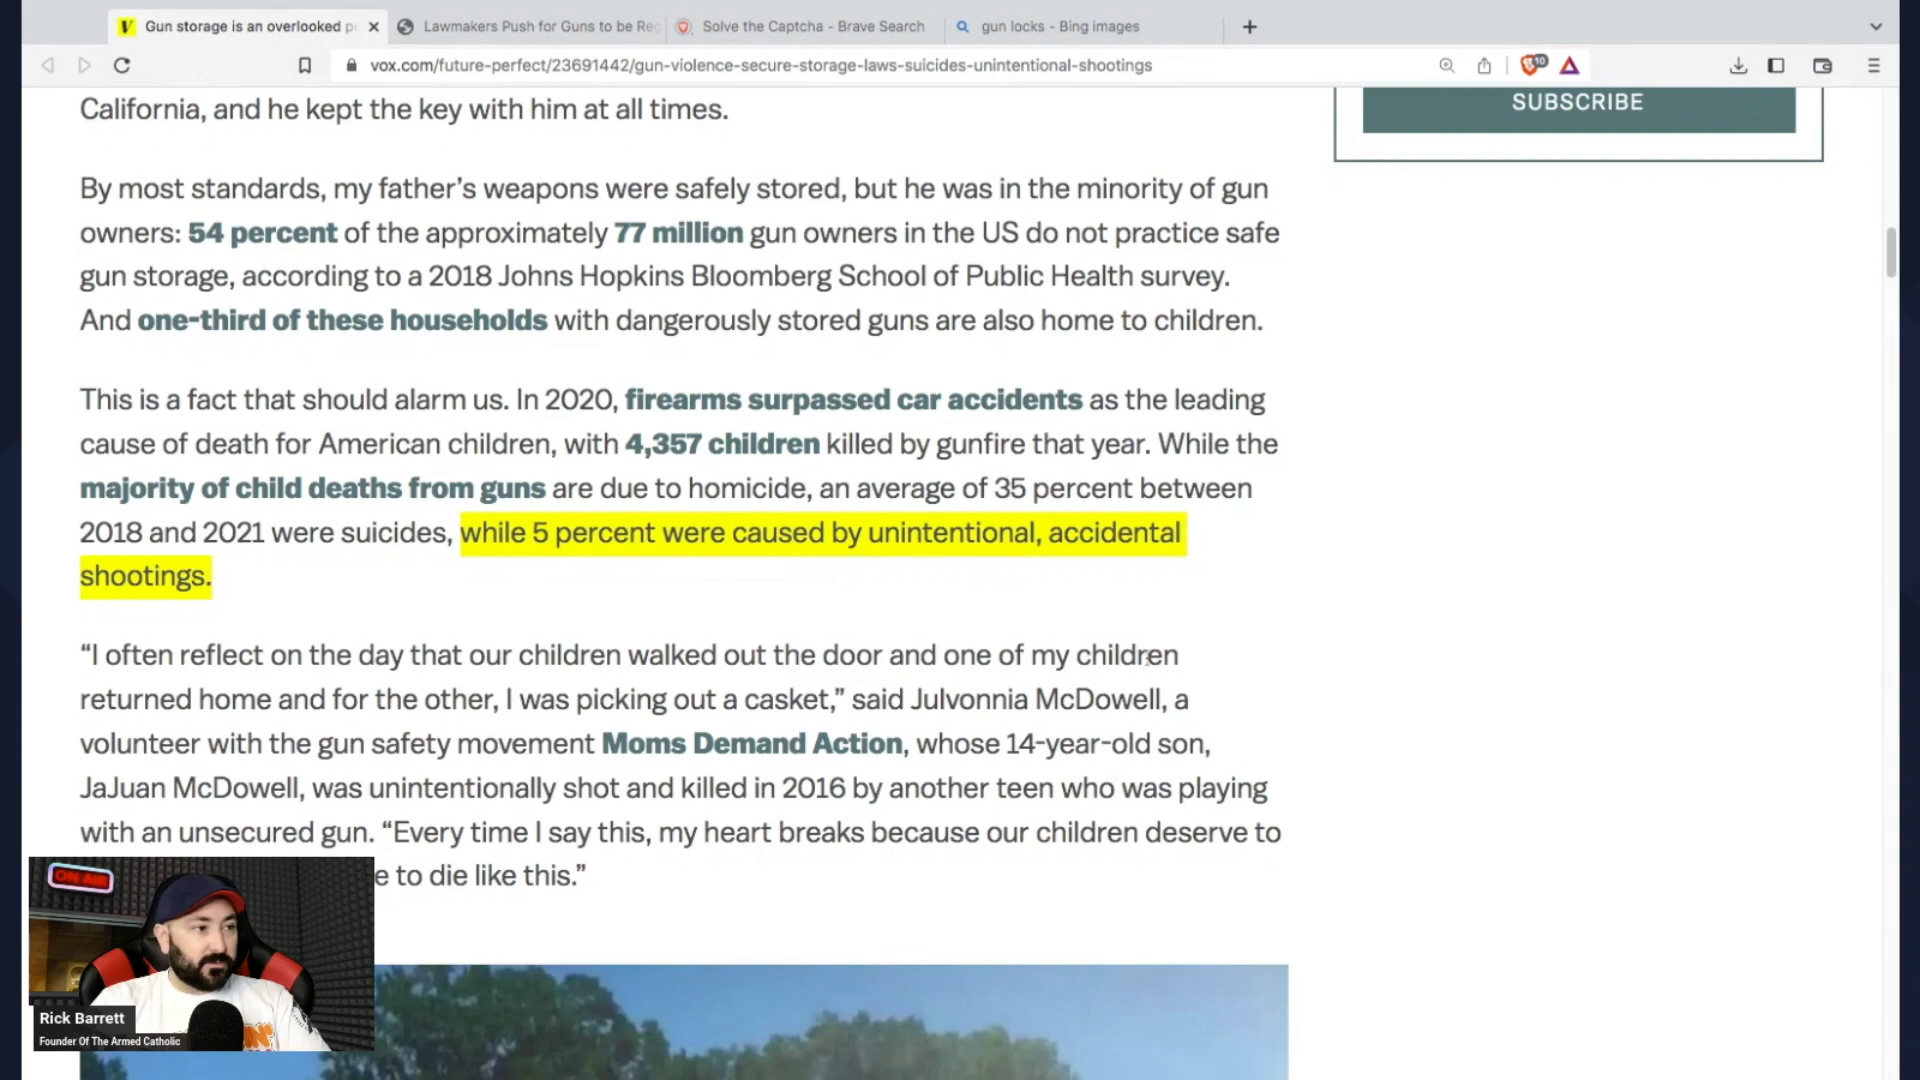 Gun storage is an overlooked
Lawmakers Push for Guns to be Reg
Solve the Captcha - Brave Search
gun locks - Bing images
vox.com/future-perfect/23691442/gun-violence-secure-storage-laws-suicides-unintentional-shootings
10
SUBSCRIBE
California, and he kept the key with him at all times.
By most standards, my father’s weapons were safely stored, but he was in the minority of gun
owners: 54 percent of the approximately 77 million gun owners in the US do not practice safe
gun storage, according to a 2018 Johns Hopkins Bloomberg School of Public Health survey.
And one-third of these households with dangerously stored guns are also home to children.
This is a fact that should alarm us. In 2020, firearms surpassed car accidents as the leading
cause of death for American children, with 4,357 children killed by gunfire that year. While the
majority of child deaths from guns are due to homicide, an average of 35 percent between
2018 and 2021 were suicides, while 5 percent were caused by unintentional, accidental
shootings.
“I often reflect on the day that our children walked out the door and one of my children
returned home and for the other, I was picking out a casket,” said Julvonnia McDowell, a
volunteer with the gun safety movement Moms Demand Action, whose 14-year-old son,
JaJuan McDowell, was unintentionally shot and killed in 2016 by another teen who was playing
with an unsecured gun. “Every time I say this, my heart breaks because our children deserve to
e to die like this.”
ON AIR
Rick Barrett
Founder Of The Armed Catholic